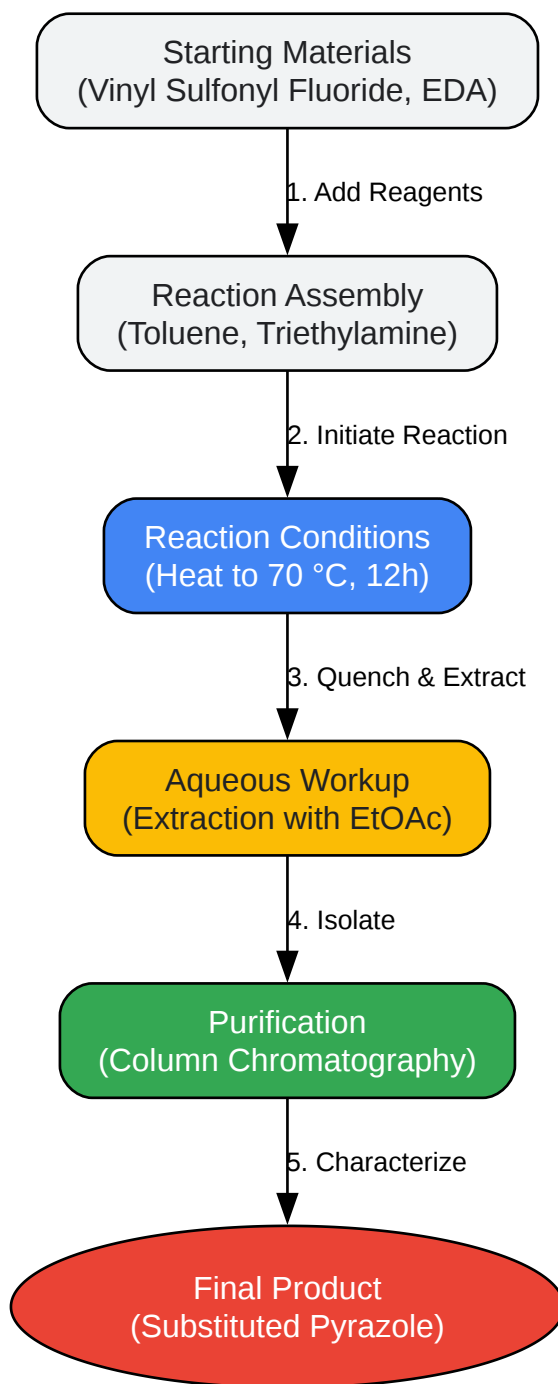 Starting Materials
(Vinyl Sulfonyl Fluoride, EDA)
1. Add Reagents
Reaction Assembly
(Toluene, Triethylamine)
2. Initiate Reaction
Reaction Conditions
(Heat to 70 °C, 12h)
3. Quench & Extract
Aqueous Workup
(Extraction with EtOAc)
4. Isolate
Purification
(Column Chromatography)
5. Characterize
Final Product
(Substituted Pyrazole)